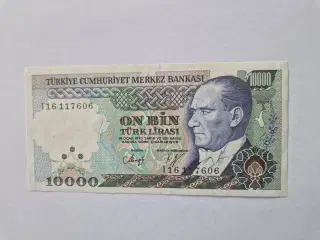 TÜRKİYE CUMHURİYET MERKEZ BANKASI
10000
I16 117606
ON BİN
TÜRK LİRASI
I16 117606
10000